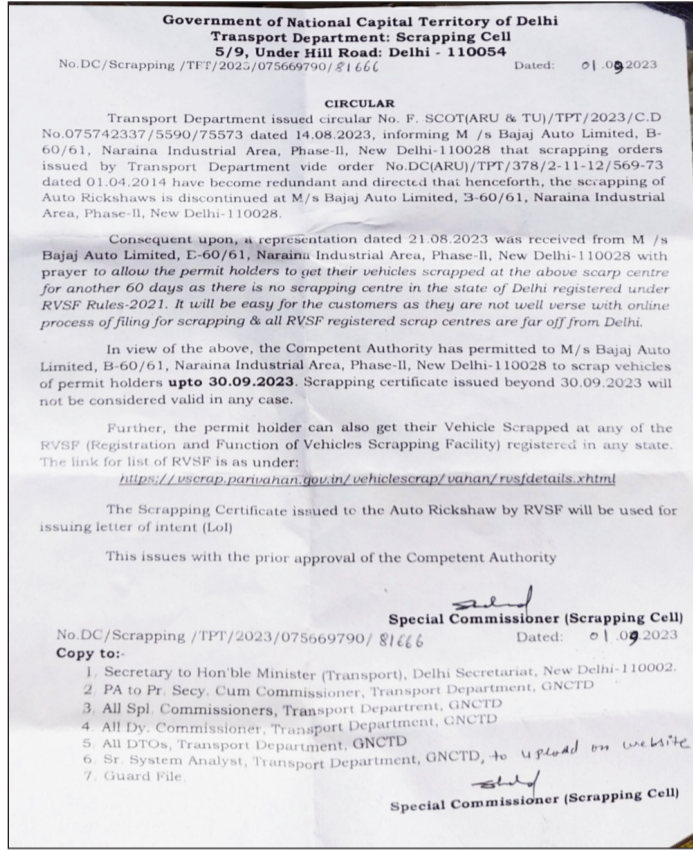 Government of National Capital Territory of Delhi
Transport Department: Scrapping Cell
5/9, Under Hill Road: Delhi - 110054
No.DC/Scrapping /TPT/2023/075669790/81666 Dated: 01.09.2023
CIRCULAR
Transport Department issued circular No. F. SCOT(ARU & TU)/TPT/2023/C.D
No.075742337/5590/75573 dated 14.08.2023, informing M /s Bajaj Auto Limited, B-
60/61, Naraina Industrial Area, Phase-II, New Delhi-110028 that scrapping orders
issued by Transport Department vide order No.DC(ARU)/TPT/378/2-11-12/569-73
dated 01.04.2014 have become redundant and directed that henceforth, the scrapping of
Auto Rickshaws is discontinued at M/s Bajaj Auto Limited, B-60/61, Naraina Industrial
Area, Phase-II, New Delhi-110028.
Consequent upon, a representation dated 21.08.2023 was received from M /s
Bajaj Auto Limited, E-60/61, Naraina Industrial Area, Phase-II, New Delhi-110028 with
prayer to allow the permit holders to get their vehicles scrapped at the above scarp centre
for another 60 days as there is no scrapping centre in the state of Delhi registered under
RVSF Rules-2021. It will be easy for the customers as they are not well verse with online
process of filing for scrapping & all RVSF registered scrap centres are far off from Delhi.
In view of the above, the Competent Authority has permitted to M/s Bajaj Auto
Limited, B-60/61, Naraina Industrial Area, Phase-II, New Delhi-110028 to scrap vehicles
of permit holders upto 30.09.2023. Scrapping certificate issued beyond 30.09.2023 will
not be considered valid in any case.
Further, the permit holder can also get their Vehicle Scrapped at any of the
RVSF (Registration and Function of Vehicles Scrapping Facility) registered in any state.
The link for list of RVSF is as under:
https://vscrap.parivahan.gov.in/vehiclescrap/vahan/rvsfdetails.xhtml
The Scrapping Certificate issued to the Auto Rickshaw by RVSF will be used for
issuing letter of intent (LoI)
This issues with the prior approval of the Competent Authority
Special Commissioner (Scrapping Cell)
No.DC/Scrapping /TPT/2023/075669790/ 81666 Dated: 01.09.2023
Copy to:-
1. Secretary to Hon'ble Minister (Transport), Delhi Secretariat, New Delhi-110002.
2. PA to Pr. Secy. Cum Commissioner, Transport Department, GNCTD
3. All Spl. Commissioners, Transport Department, GNCTD
4. All Dy. Commissioner, Transport Department, GNCTD
5. All DTOs, Transport Department, GNCTD
6. Sr. System Analyst, Transport Department, GNCTD, to upload on website
7. Guard File.
Special Commissioner (Scrapping Cell)